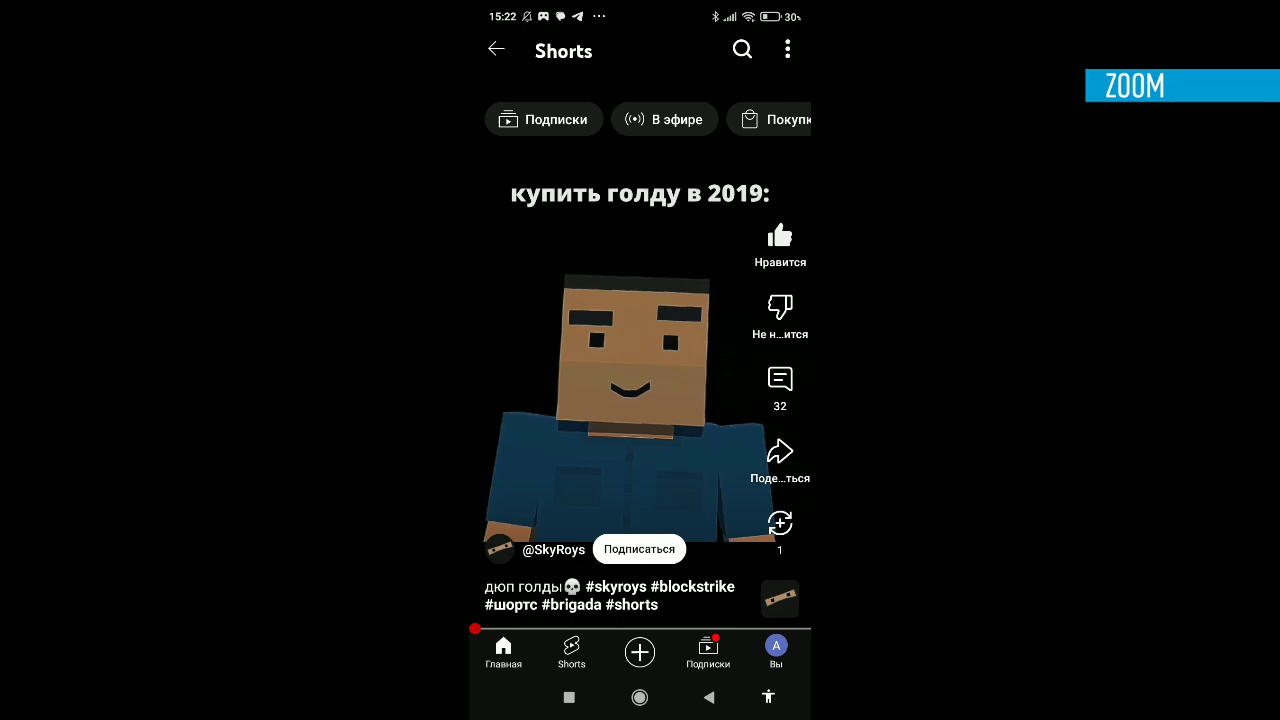 15:22 30%
Shorts
ZOOM
Подписки В эфире Покупк
купить голду в 2019:
Нравится
Не н...ится
32
Поде...ться
@SkyRoys Подписаться
1
дюп голды💀 #skyroys #blockstrike
#шортс #brigada #shorts
Главная Shorts Подписки А Вы